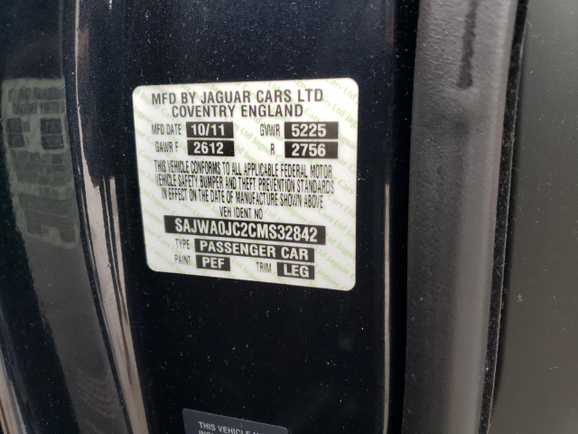 MFD BY JAGUAR CARS LTD
COVENTRY ENGLAND
MFD DATE 10/11 GVWR 5225
GAWR F 2612 R 2756
THIS VEHICLE CONFORMS TO ALL APPLICABLE FEDERAL MOTOR
VEHICLE SAFETY BUMPER AND THEFT PREVENTION STANDARDS
IN EFFECT ON THE DATE OF MANUFACTURE SHOWN ABOVE
VEH IDENT NO
SAJWA0JC2CMS32842
TYPE PASSENGER CAR
PAINT PEF TRIM LEG
THIS VEHICLE